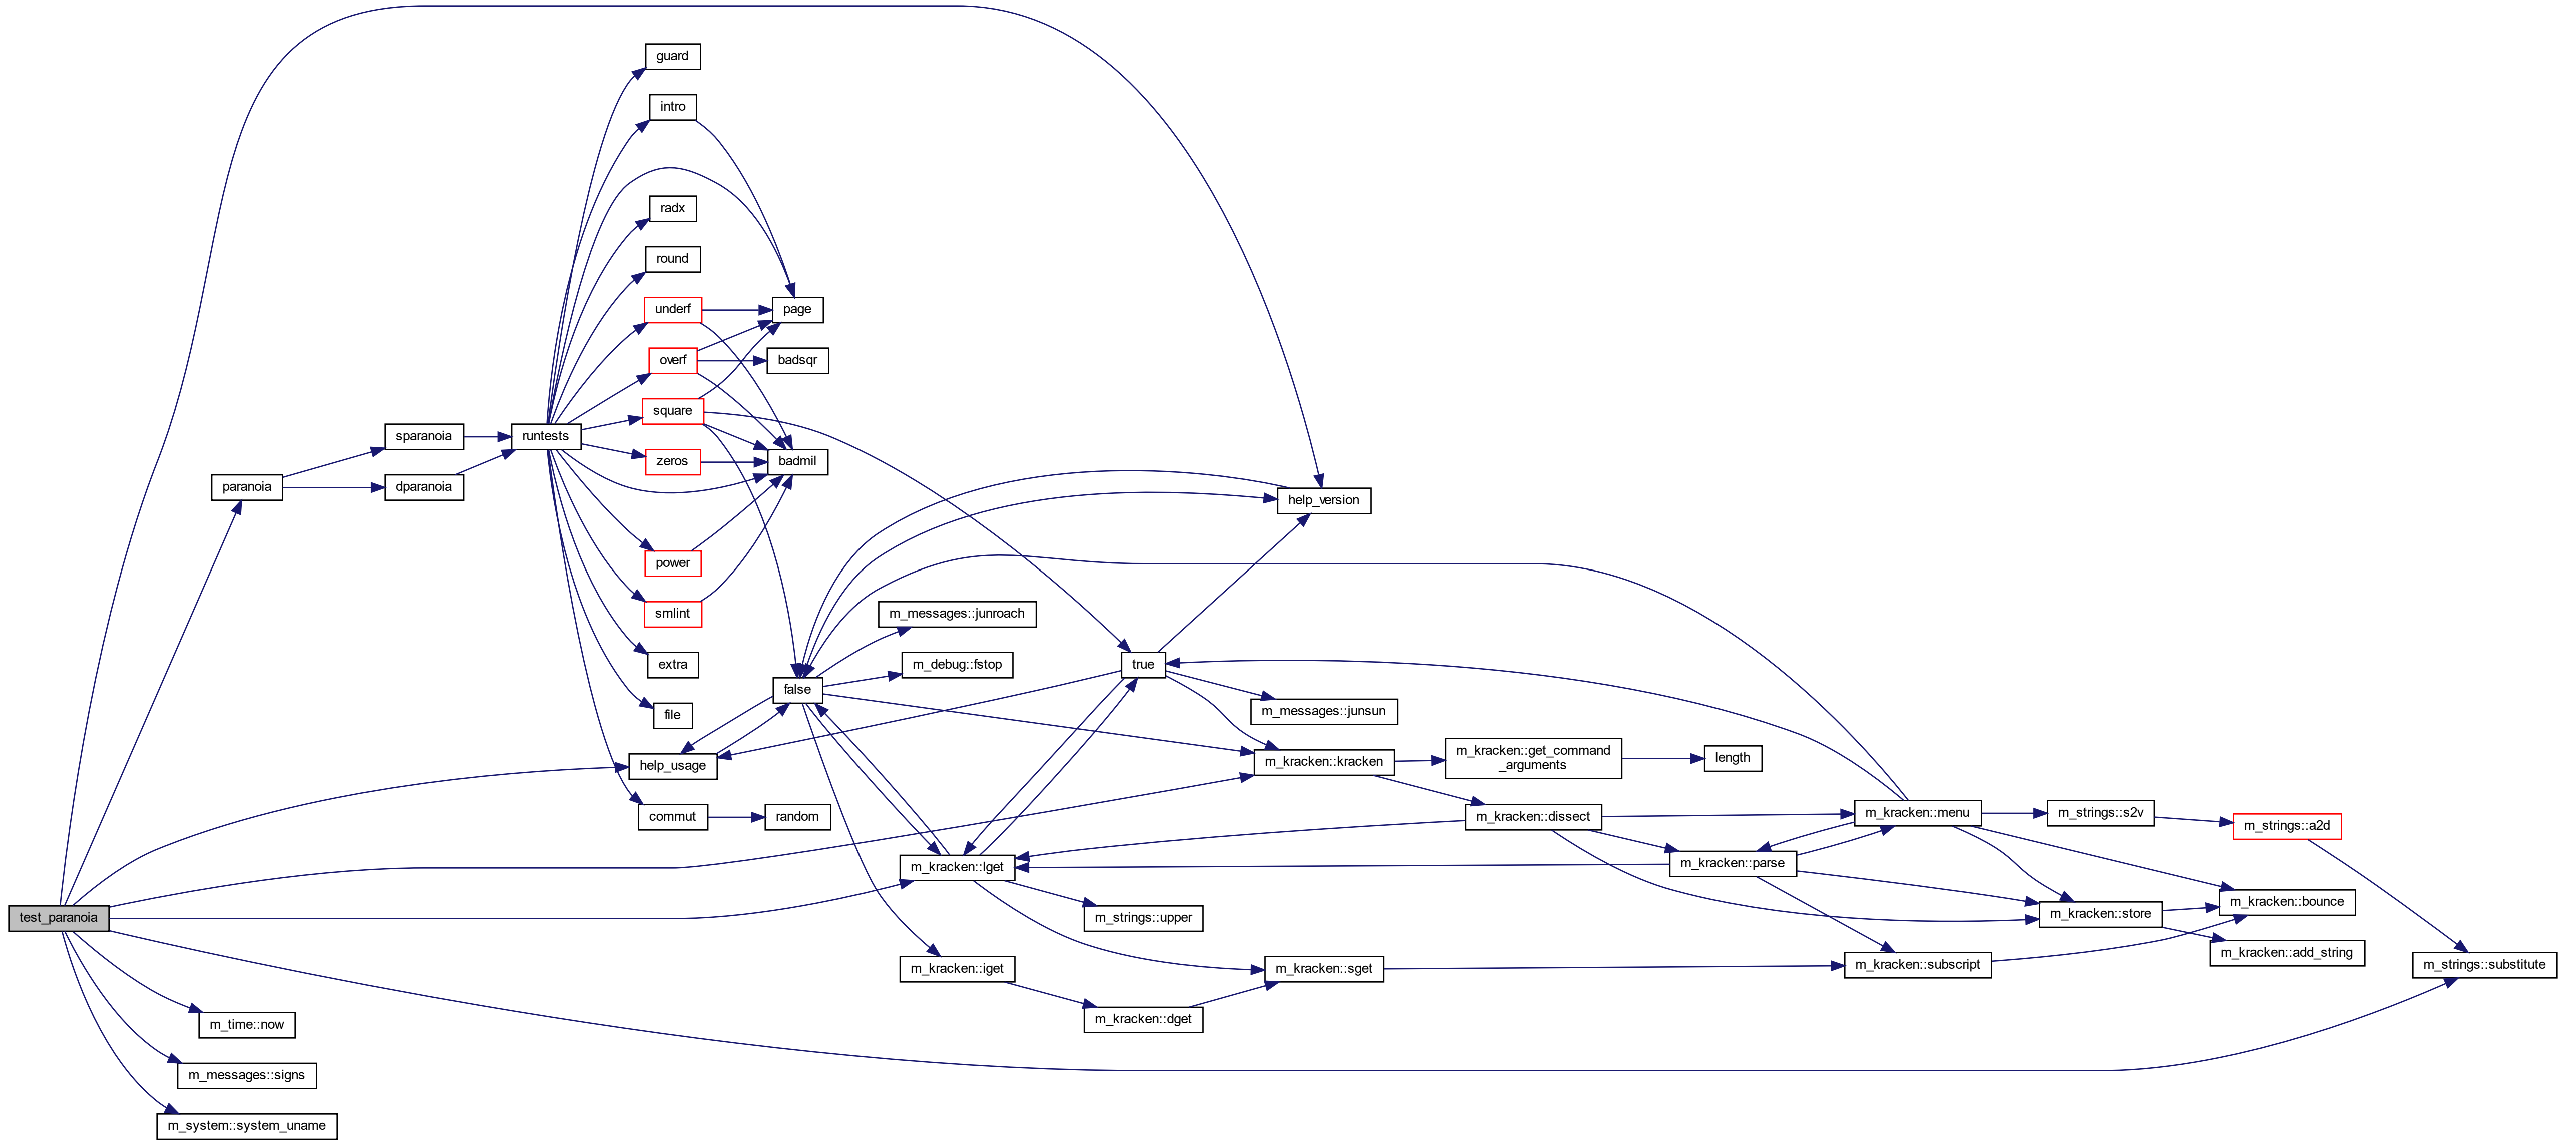 guard
intro
radx
round
underf
page
overf
badsqr
square
sparanoia
runtests
zeros
badmil
paranoia
dparanoia
help_version
power
smlint
m_messages::junroach
extra
m_debug::fstop
true
false
file
m_messages::junsun
help_usage
m_kracken::kracken
m_kracken::get_command
_arguments
length
commut
random
m_kracken::dissect
m_kracken::menu
m_strings::s2v
m_strings::a2d
m_kracken::lget
m_kracken::parse
test_paranoia
m_strings::upper
m_kracken::store
m_kracken::bounce
m_kracken::add_string
m_kracken::iget
m_kracken::sget
m_kracken::subscript
m_strings::substitute
m_time::now
m_kracken::dget
m_messages::signs
m_system::system_uname